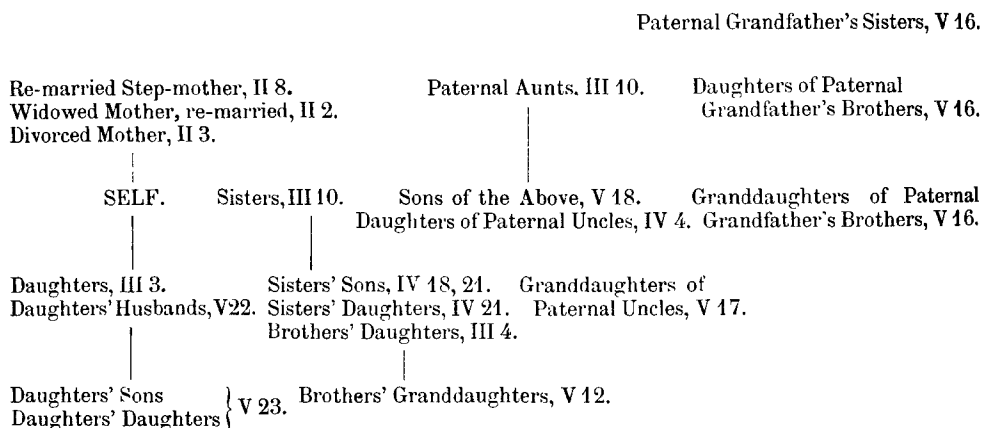 Paternal Grandfather's Sisters, V 16.
Re-married Step-mother, II 8. Paternal Aunts. III 10. Daughters of Paternal
Widowed Mother, re-married, II 2. Grandfather's Brothers, V 16.
Divorced Mother, II 3.
SELF. Sisters, III 10. Sons of the Above, V 18. Granddaughters of Paternal
Daughters of Paternal Uncles, IV 4. Grandfather's Brothers, V 16.
Daughters, III 3. Sisters' Sons, IV 18, 21. Granddaughters of
Daughters' Husbands, V 22. Sisters' Daughters, IV 21. Paternal Uncles, V 17.
Brothers' Daughters, III 4.
Daughters' Sons } V 23. Brothers' Granddaughters, V 12.
Daughters' Daughters